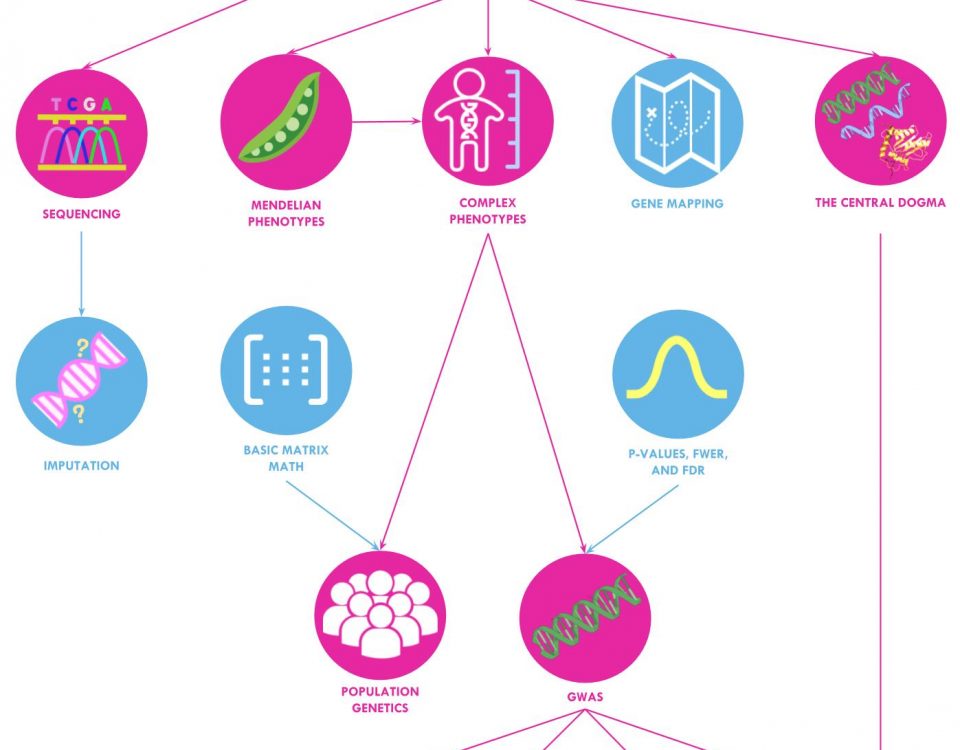 TCGA
SEQUENCING
MENDELIAN
PHENOTYPES
COMPLEX
PHENOTYPES
GENE MAPPING
THE CENTRAL DOGMA
?
?
IMPUTATION
BASIC MATRIX
MATH
P-VALUES, FWER,
AND FDR
POPULATION
GENETICS
GWAS